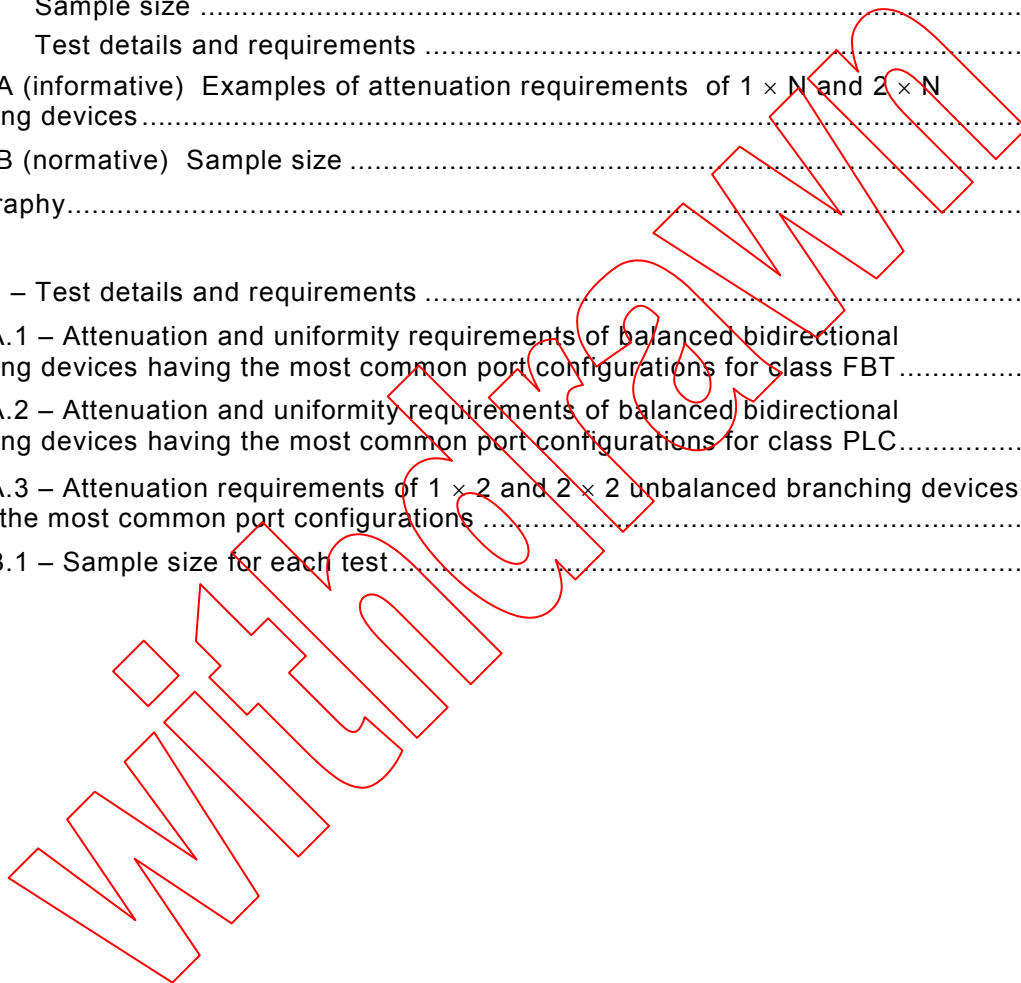 Sample size ................................................................................................
Test details and requirements ........................................................................
A (informative)  Examples of attenuation requirements  of 1 × N and 2 × N
ng devices.........................................................................................................
B (normative)  Sample size ...............................................................................
raphy................................................................................................................
– Test details and requirements ........................................................................
A.1 – Attenuation and uniformity requirements of balanced bidirectional
ng devices having the most common port configurations for class FBT.............
A.2 – Attenuation and uniformity requirements of balanced bidirectional
ng devices having the most common port configurations for class PLC.............
A.3 – Attenuation requirements of 1 × 2 and 2 × 2 unbalanced branching devices
the most common port configurations ................................................................
B.1 – Sample size for each test..........................................................................
withdrawn